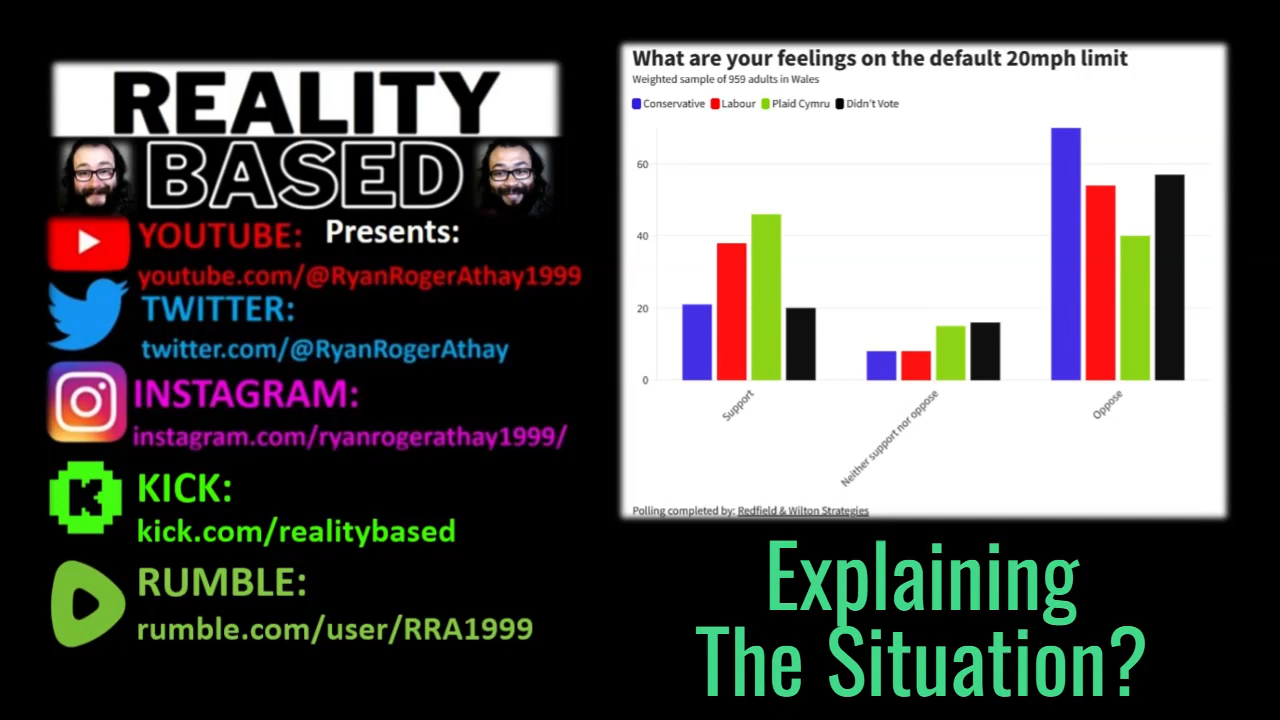 REALITY
BASED
Presents:
YOUTUBE:
youtube.com/@RyanRogerAthay1999
TWITTER:
twitter.com/@RyanRogerAthay
INSTAGRAM:
instagram.com/ryanrogerathay1999/
KICK:
kick.com/realitybased
RUMBLE:
rumble.com/user/RRA1999
What are your feelings on the default 20mph limit
Weighted sample of 959 adults in Wales
Conservative Labour Plaid Cymru Didn't Vote
60
40
20
0
Support
Neither support nor oppose
Oppose
Polling completed by: Redfield & Wilton Strategies
Explaining
The Situation?